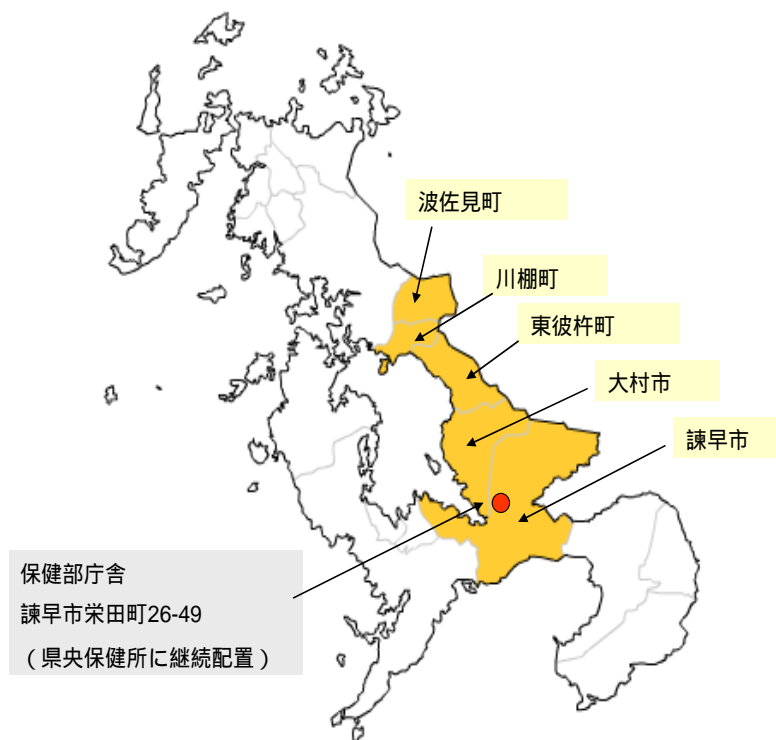 波佐見町
川棚町
東彼杵町
大村市
諫早市
保健部庁舎
諫早市栄田町26-49
（県央保健所に継続配置）